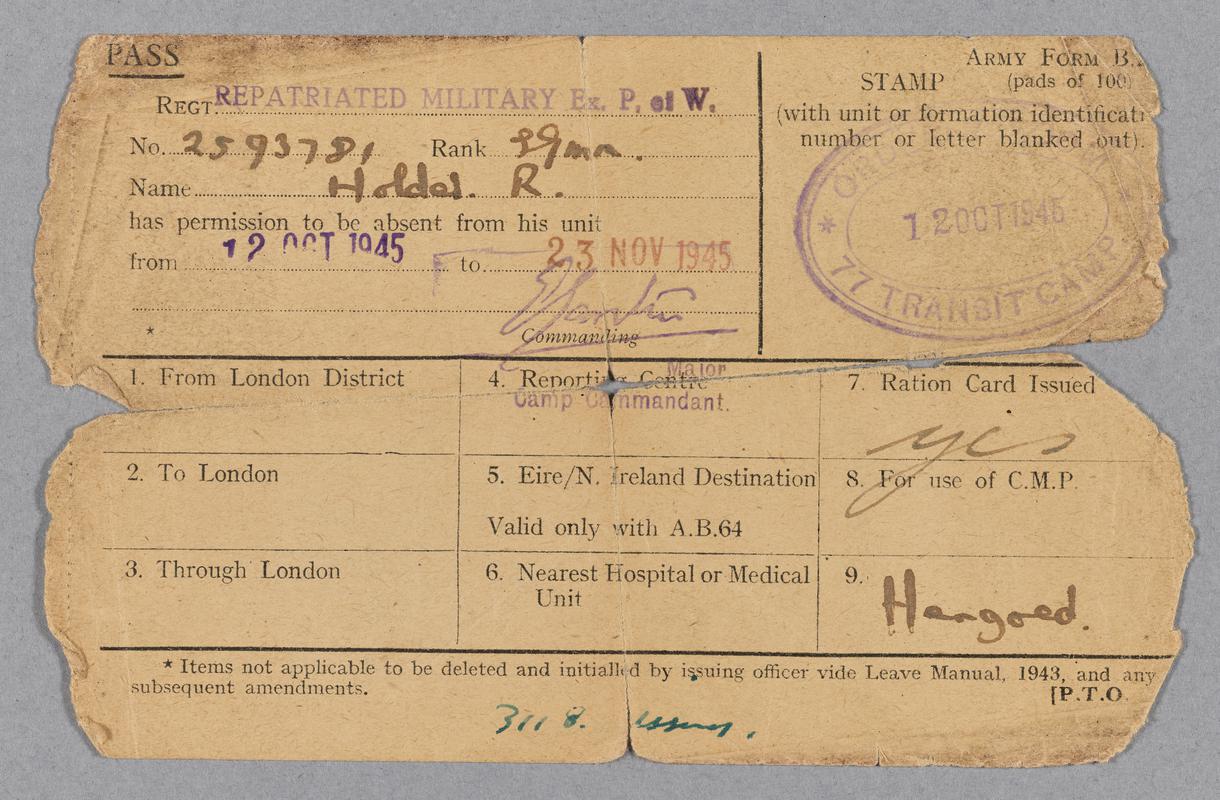 PASS
REGT. REPATRIATED MILITARY Ex. P. of W.
No. 2593781 Rank Sgmn.
Name Holder. R.
has permission to be absent from his unit
from 12 OCT 1945 to 23 NOV 1945
*
Commanding
Major
Camp Commandant.
ARMY FORM B.
STAMP (pads of 100)
(with unit or formation identificati
number or letter blanked out).
* 12 OCT 1945
77 TRANSIT CAMP
1. From London District
4. Reporting Centre
7. Ration Card Issued
yes
2. To London
5. Eire/N. Ireland Destination
Valid only with A.B.64
8. For use of C.M.P.
3. Through London
6. Nearest Hospital or Medical
Unit
9. Hengoed.
* Items not applicable to be deleted and initialled by issuing officer vide Leave Manual, 1943, and any
subsequent amendments.
[P.T.O.